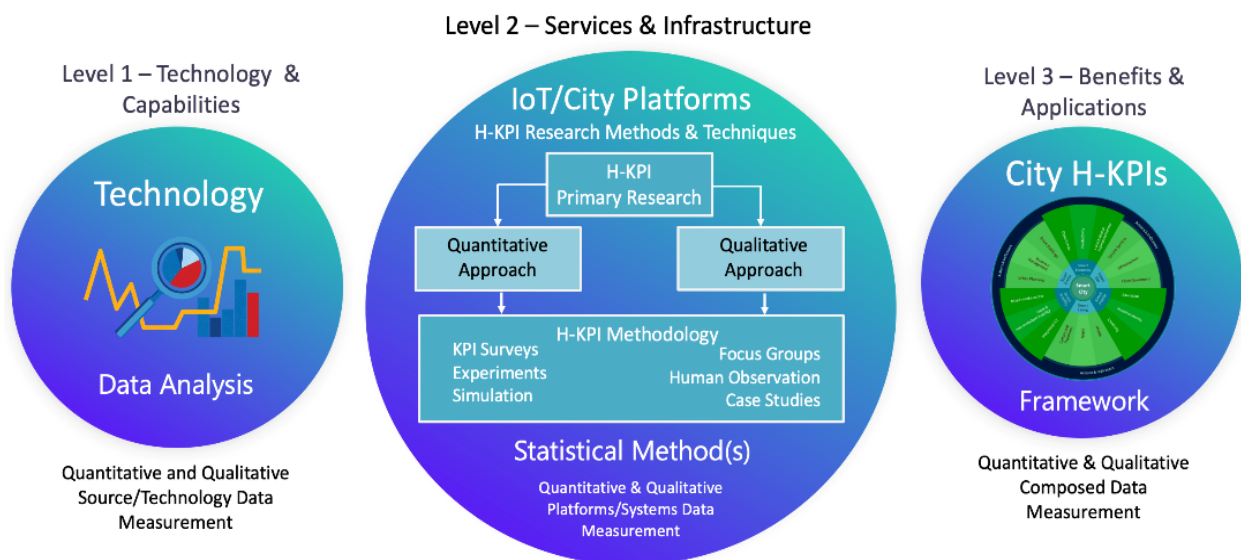 Level 2 – Services & Infrastructure
Level 1 – Technology &
Capabilities
Technology
Data Analysis
Quantitative and Qualitative
Source/Technology Data
Measurement
IoT/City Platforms
H-KPI Research Methods & Techniques
H-KPI
Primary Research
Quantitative
Approach
Qualitative
Approach
H-KPI Methodology
KPI Surveys
Experiments
Simulation
Focus Groups
Human Observation
Case Studies
Statistical Method(s)
Quantitative & Qualitative
Platforms/Systems Data
Measurement
Level 3 – Benefits &
Applications
City H-KPIs
Smart
City
Framework
Quantitative & Qualitative
Composed Data
Measurement